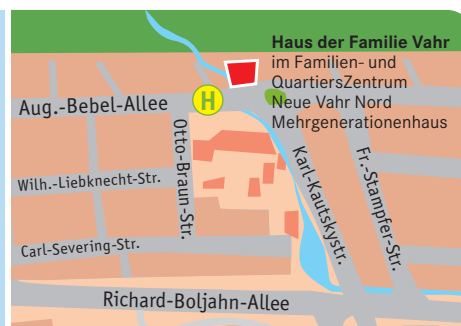 Haus der Familie Vahr
im Familien- und
QuartiersZentrum
Neue Vahr Nord
Mehrgenerationenhaus
Aug.-Bebel-Allee
H
Otto-Braun-Str.
Wilh.-Liebknecht-Str.
Karl-Kautskystr.
Fr.-Stampfer-Str.
Carl-Severing-Str.
Richard-Boljahn-Allee